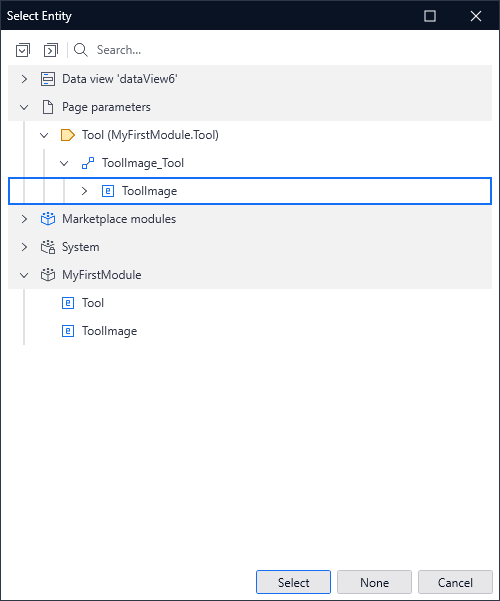 Select Entity
Search...
Data view 'dataView6'
Page parameters
Tool (MyFirstModule.Tool)
ToolImage_Tool
ToolImage
Marketplace modules
System
MyFirstModule
Tool
ToolImage
Select None Cancel